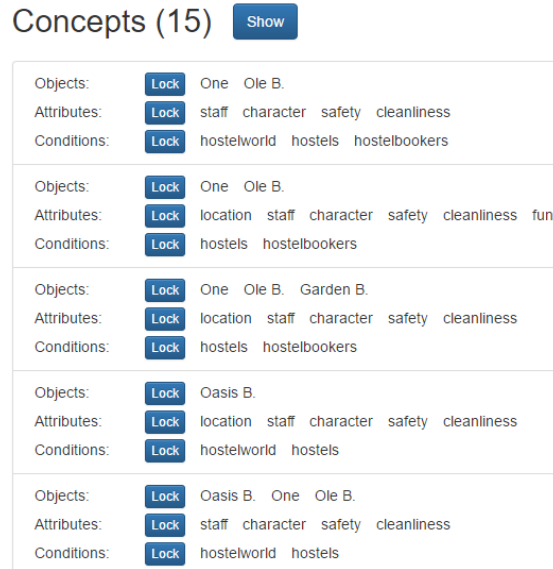 Concepts (15) Show
Objects: Lock One Ole B.
Attributes: Lock staff character safety cleanliness
Conditions: Lock hostelworld hostels hostelbookers
Objects: Lock One Ole B.
Attributes: Lock location staff character safety cleanliness fun
Conditions: Lock hostels hostelbookers
Objects: Lock One Ole B. Garden B.
Attributes: Lock location staff character safety cleanliness
Conditions: Lock hostels hostelbookers
Objects: Lock Oasis B.
Attributes: Lock location staff character safety cleanliness
Conditions: Lock hostelworld hostels
Objects: Lock Oasis B. One Ole B.
Attributes: Lock staff character safety cleanliness
Conditions: Lock hostelworld hostels